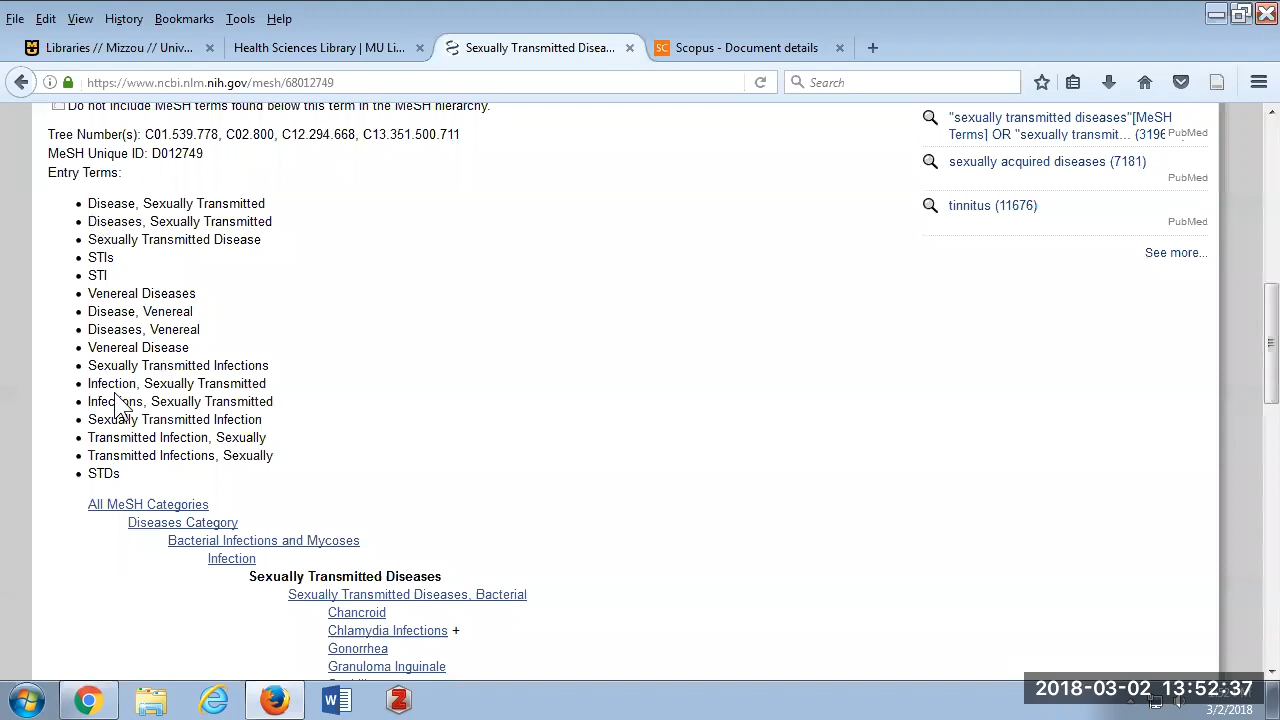 File Edit View History Bookmarks Tools Help
Libraries // Mizzou // Univ... × Health Sciences Library | MU Li... × Sexually Transmitted Disea... × SC Scopus - Document details × +
https://www.ncbi.nlm.nih.gov/mesh/68012749 Search
Do not include MeSH terms found below this term in the MeSH hierarchy.
Tree Number(s): C01.539.778, C02.800, C12.294.668, C13.351.500.711
MeSH Unique ID: D012749
Entry Terms:
• Disease, Sexually Transmitted
• Diseases, Sexually Transmitted
• Sexually Transmitted Disease
• STIs
• STI
• Venereal Diseases
• Disease, Venereal
• Diseases, Venereal
• Venereal Disease
• Sexually Transmitted Infections
• Infection, Sexually Transmitted
• Infections, Sexually Transmitted
• Sexually Transmitted Infection
• Transmitted Infection, Sexually
• Transmitted Infections, Sexually
• STDs
All MeSH Categories
Diseases Category
Bacterial Infections and Mycoses
Infection
Sexually Transmitted Diseases
Sexually Transmitted Diseases, Bacterial
Chancroid
Chlamydia Infections +
Gonorrhea
Granuloma Inguinale
"sexually transmitted diseases"[MeSH
Terms] OR "sexually transmit... (3196
PubMed
sexually acquired diseases (7181)
PubMed
tinnitus (11676)
PubMed
See more...
2018-03-02 13:52:37
3/2/2018